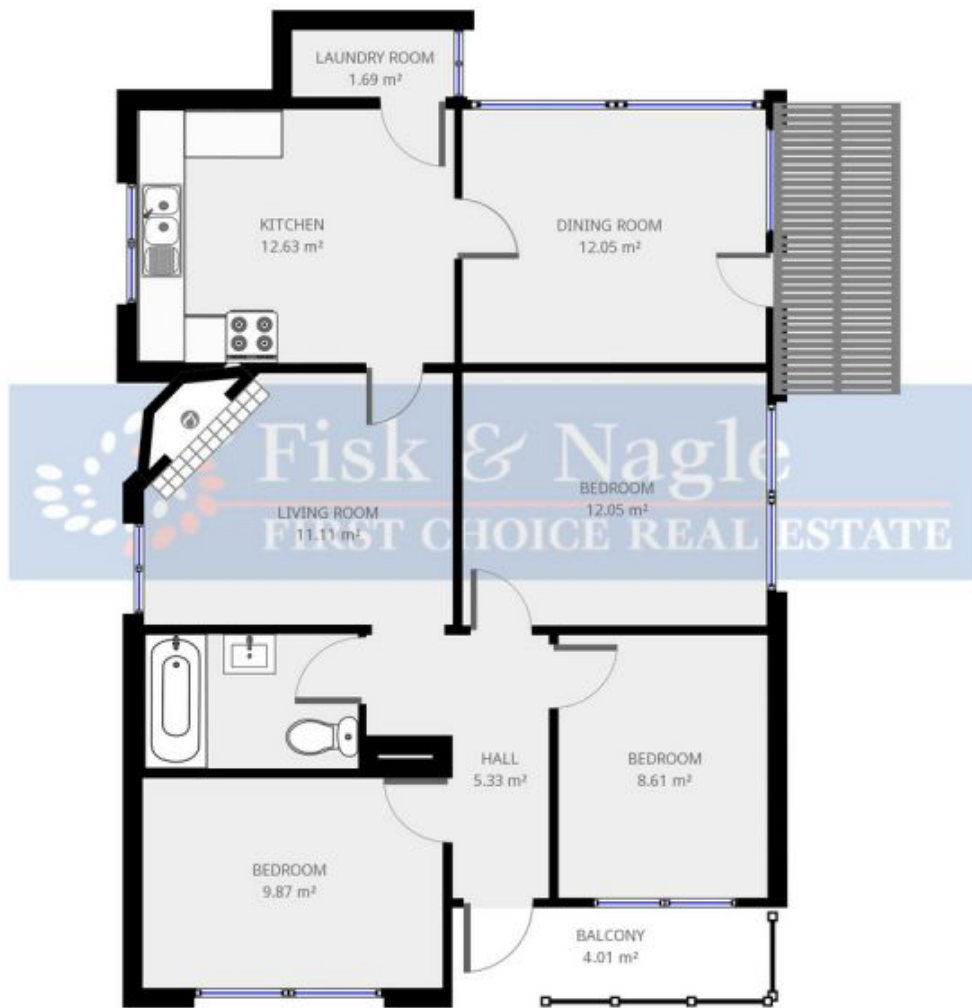 LAUNDRY ROOM
1.69 m²
KITCHEN
12.63 m²
DINING ROOM
12.05 m²
Fisk & Nagle
FIRST CHOICE REAL ESTATE
BEDROOM
12.05 m²
LIVING ROOM
11.11 m²
HALL
5.33 m²
BEDROOM
8.61 m²
BEDROOM
9.87 m²
BALCONY
4.01 m²